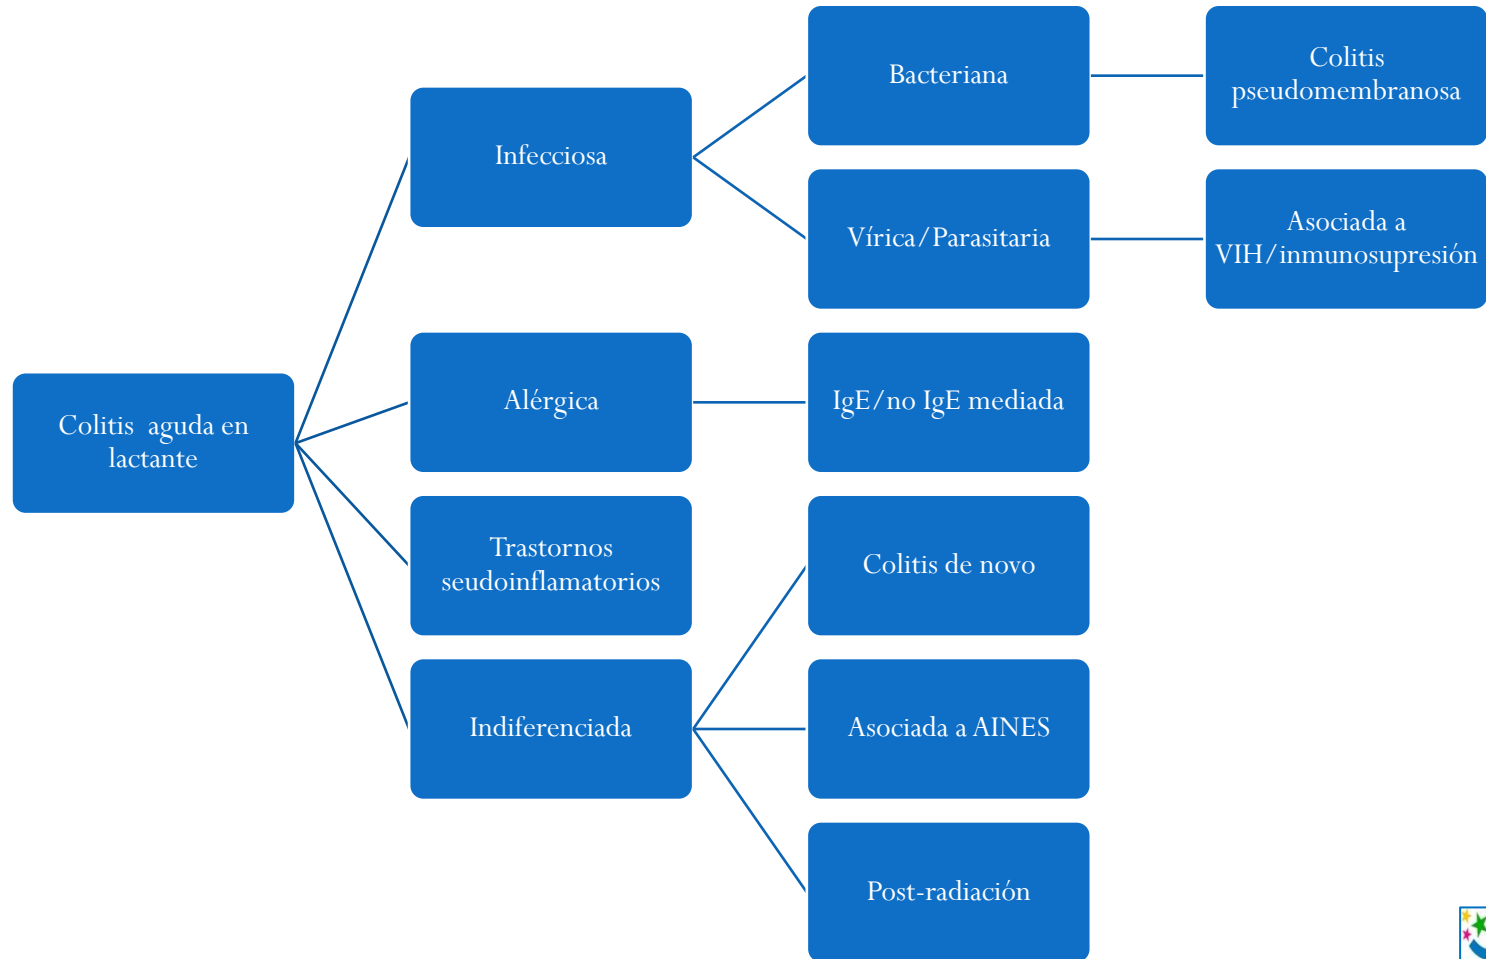 Colitis aguda en
lactante
Infecciosa
Bacteriana
Colitis
pseudomembranosa
Vírica/Parasitaria
Asociada a
VIH/inmunosupresión
Alérgica
IgE/no IgE mediada
Trastornos
seudoinflamatorios
Indiferenciada
Colitis de novo
Asociada a AINES
Post-radiación